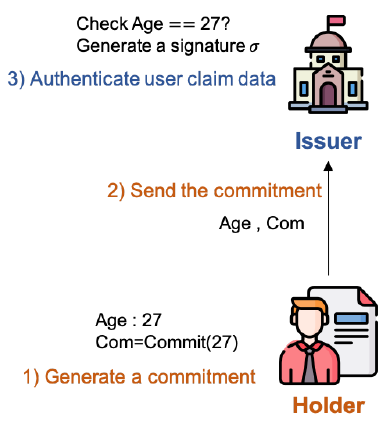 Check Age == 27?
Generate a signature σ
3) Authenticate user claim data
Issuer
2) Send the commitment
Age , Com
Age : 27
Com=Commit(27)
1) Generate a commitment
Holder